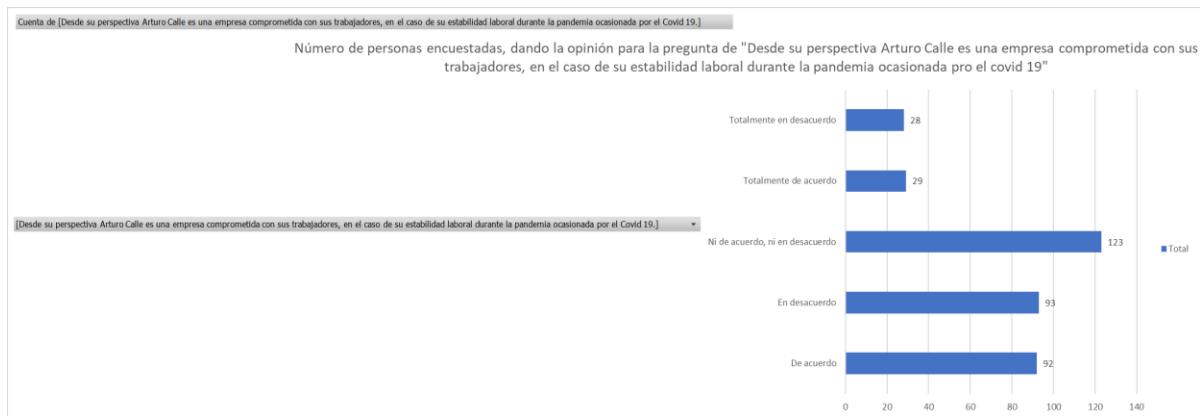 Cuenta de [Desde su perspectiva Arturo Calle es una empresa comprometida con sus trabajadores, en el caso de su estabilidad laboral durante la pandemia ocasionada por el Covid 19.]
Número de personas encuestadas, dando la opinión para la pregunta de "Desde su perspectiva Arturo Calle es una empresa comprometida con sus
trabajadores, en el caso de su estabilidad laboral durante la pandemia ocasionada pro el covid 19"
Totalmente en desacuerdo 28
Totalmente de acuerdo 29
[Desde su perspectiva Arturo Calle es una empresa comprometida con sus trabajadores, en el caso de su estabilidad laboral durante la pandemia ocasionada por el Covid 19.]
Ni de acuerdo, ni en desacuerdo 123
Total
En desacuerdo 93
De acuerdo 92
0 20 40 60 80 100 120 140